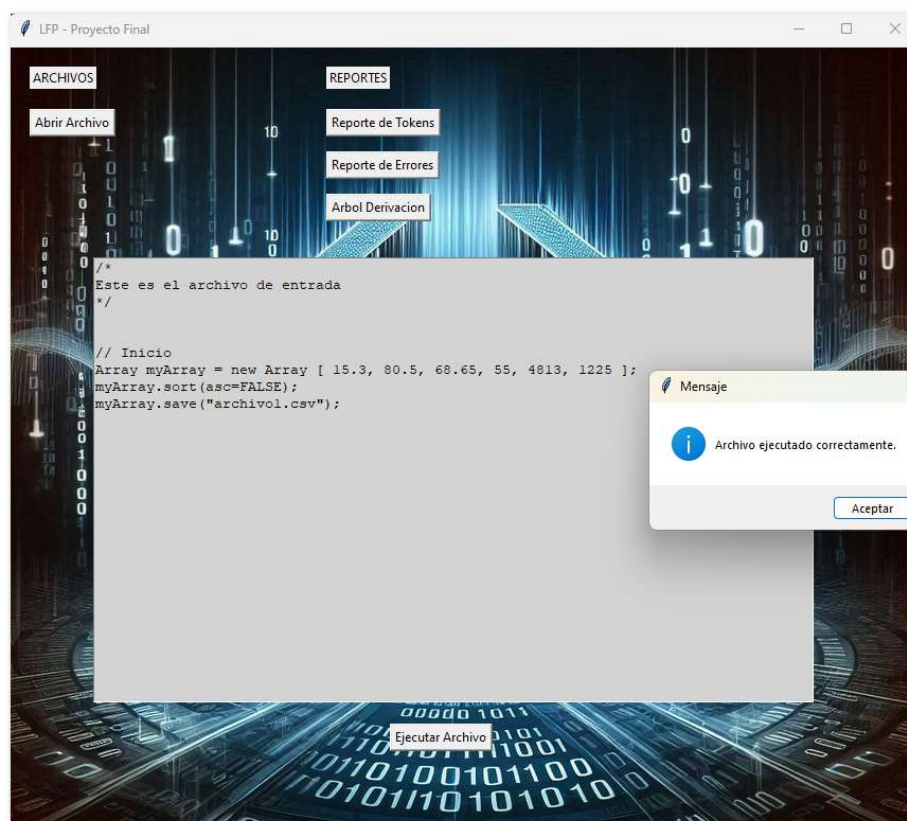 LFP - Proyecto Final
ARCHIVOS
REPORTES
Abrir Archivo
Reporte de Tokens
Reporte de Errores
Arbol Derivacion
/*
Este es el archivo de entrada
*/
// Inicio
Array myArray = new Array [ 15.3, 80.5, 68.65, 55, 4813, 1225 ];
myArray.sort(asc=FALSE);
myArray.save("archivo1.csv");
Mensaje
Archivo ejecutado correctamente.
Aceptar
Ejecutar Archivo